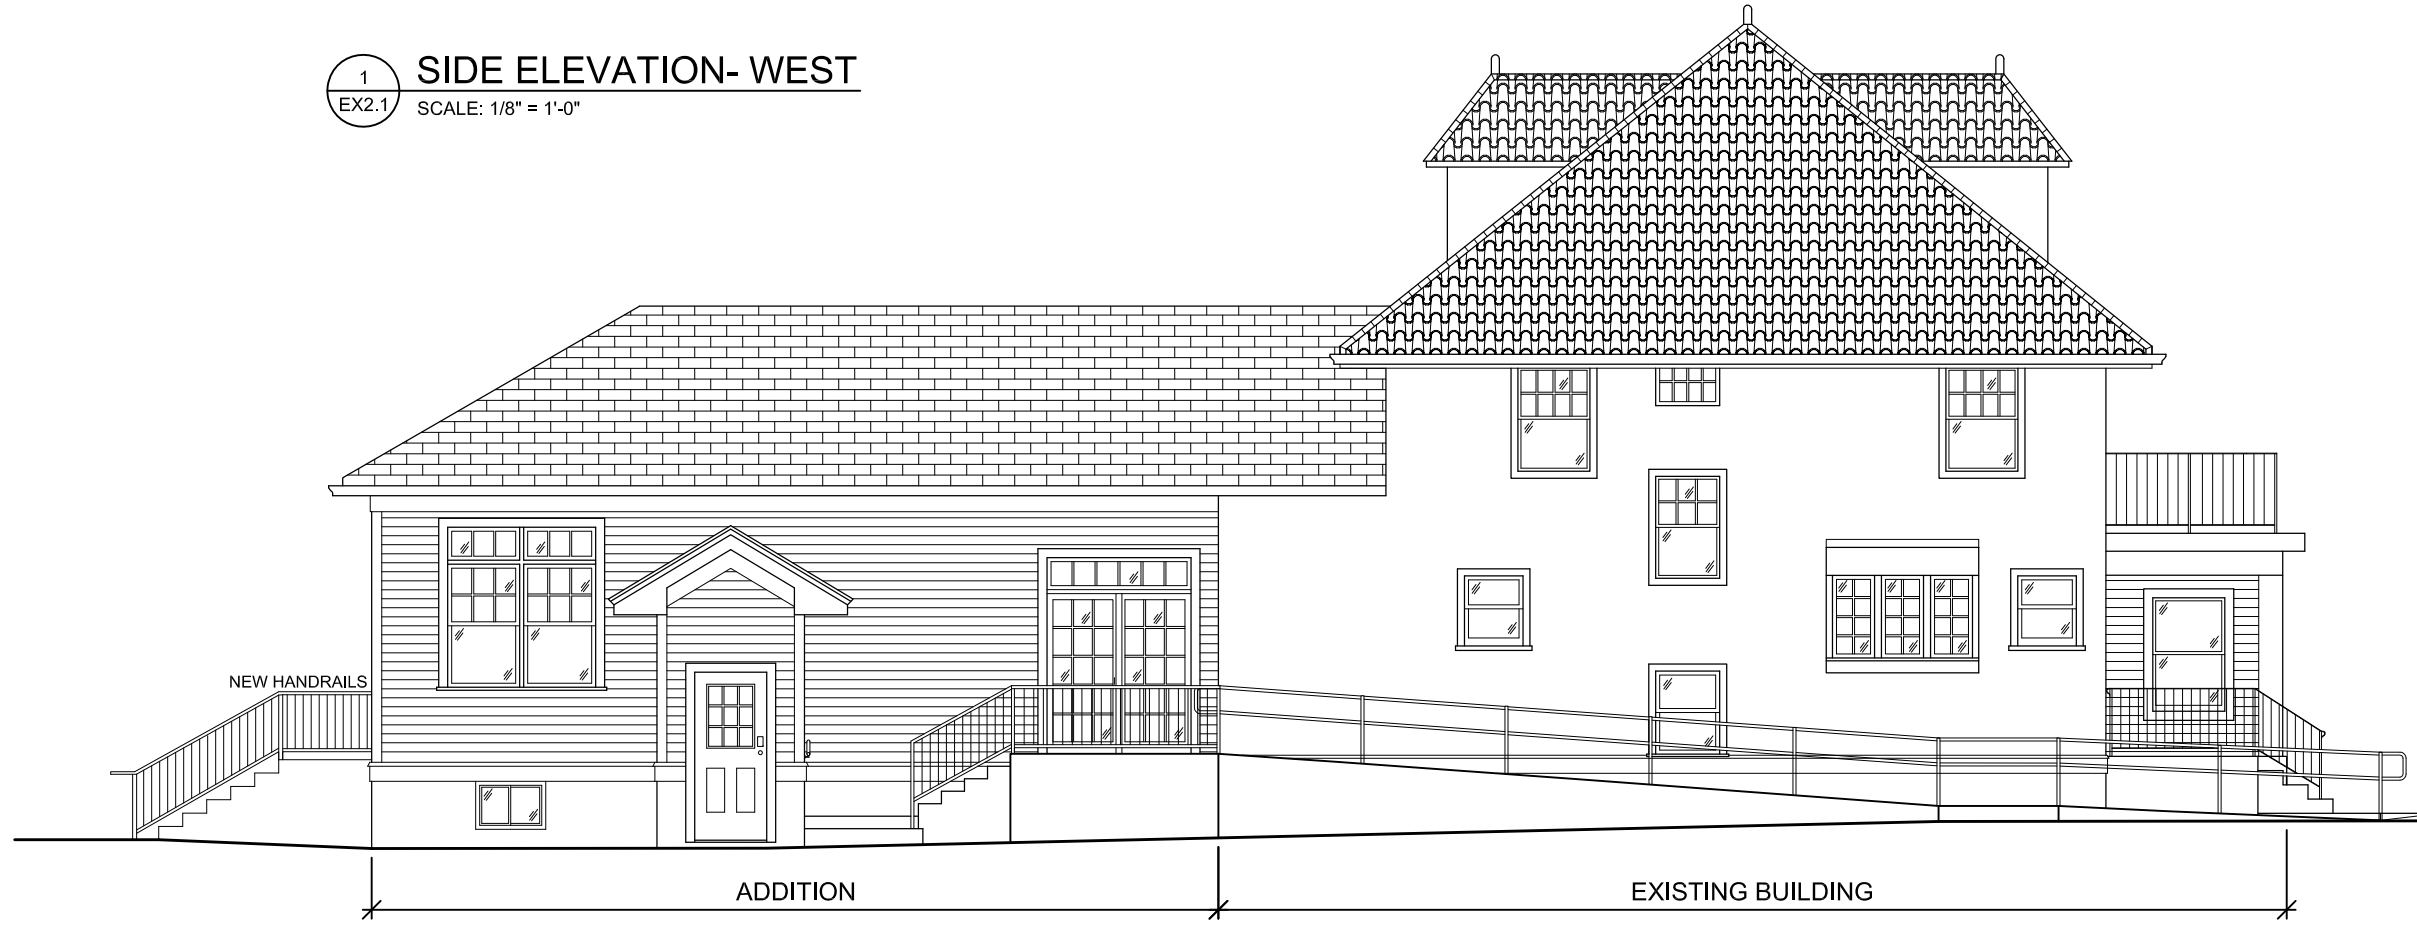 1
EX2.1
SIDE ELEVATION- WEST
SCALE: 1/8" = 1'-0"
NEW HANDRAILS
ADDITION
EXISTING BUILDING